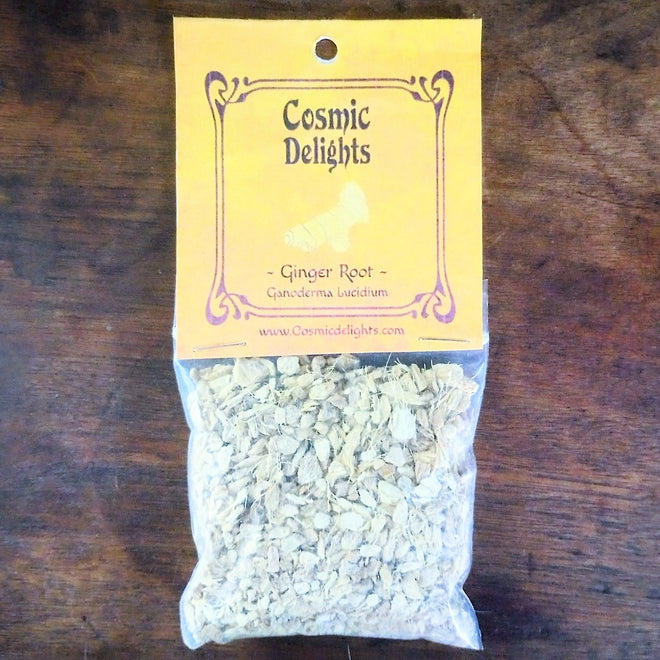 Cosmic
Delights
~ Ginger Root ~
Ganoderma Lucidium
www.Cosmicdelights.com